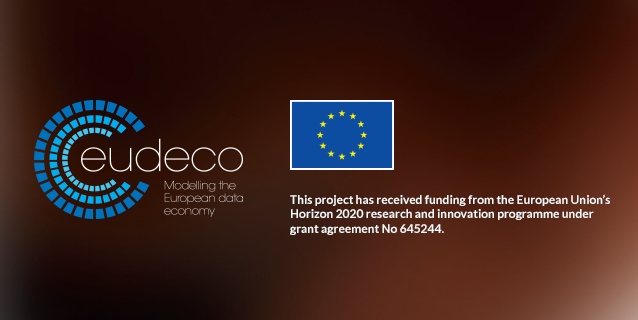 eudeco
Modelling the
European data
economy
This project has received funding from the European Union's
Horizon 2020 research and innovation programme under
grant agreement No 645244.